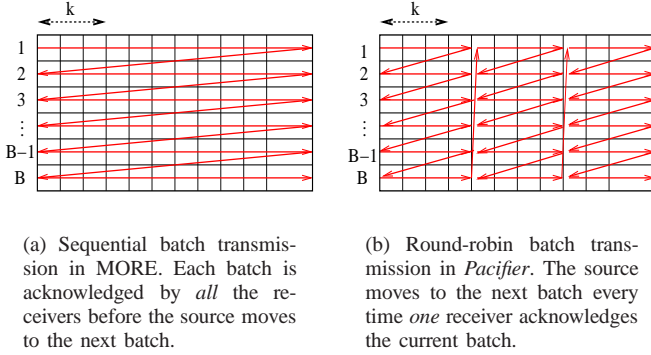 k
1
2
3
⋮
B−1
B
(a) Sequential batch transmis-
sion in MORE. Each batch is
acknowledged by all the re-
ceivers before the source moves
to the next batch.
k
1
2
3
⋮
B−1
B
(b) Round-robin batch trans-
mission in Pacifier. The source
moves to the next batch every
time one receiver acknowledges
the current batch.